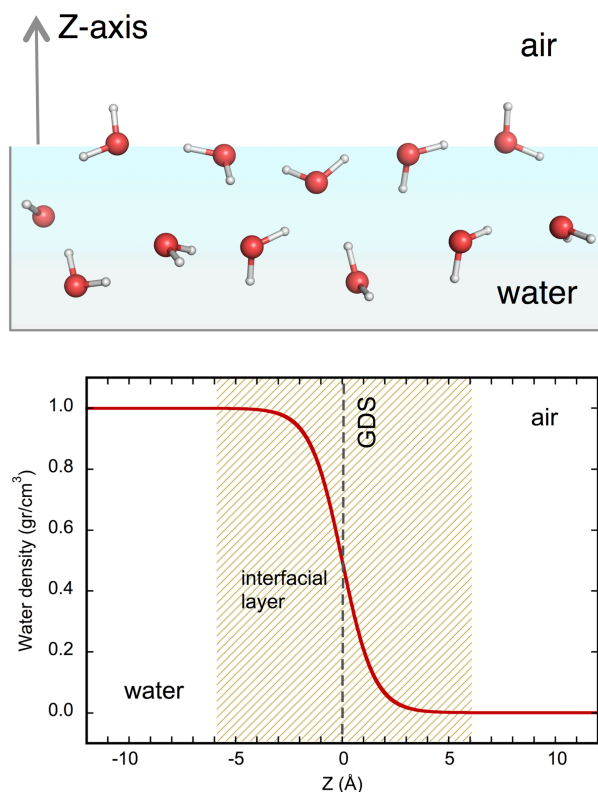 Z-axis
air
water
1.0
0.8
0.6
0.4
0.2
0.0
Water density (gr/cm³)
GDS
air
interfacial
layer
water
-10
-5
0
5
10
Z (Å)